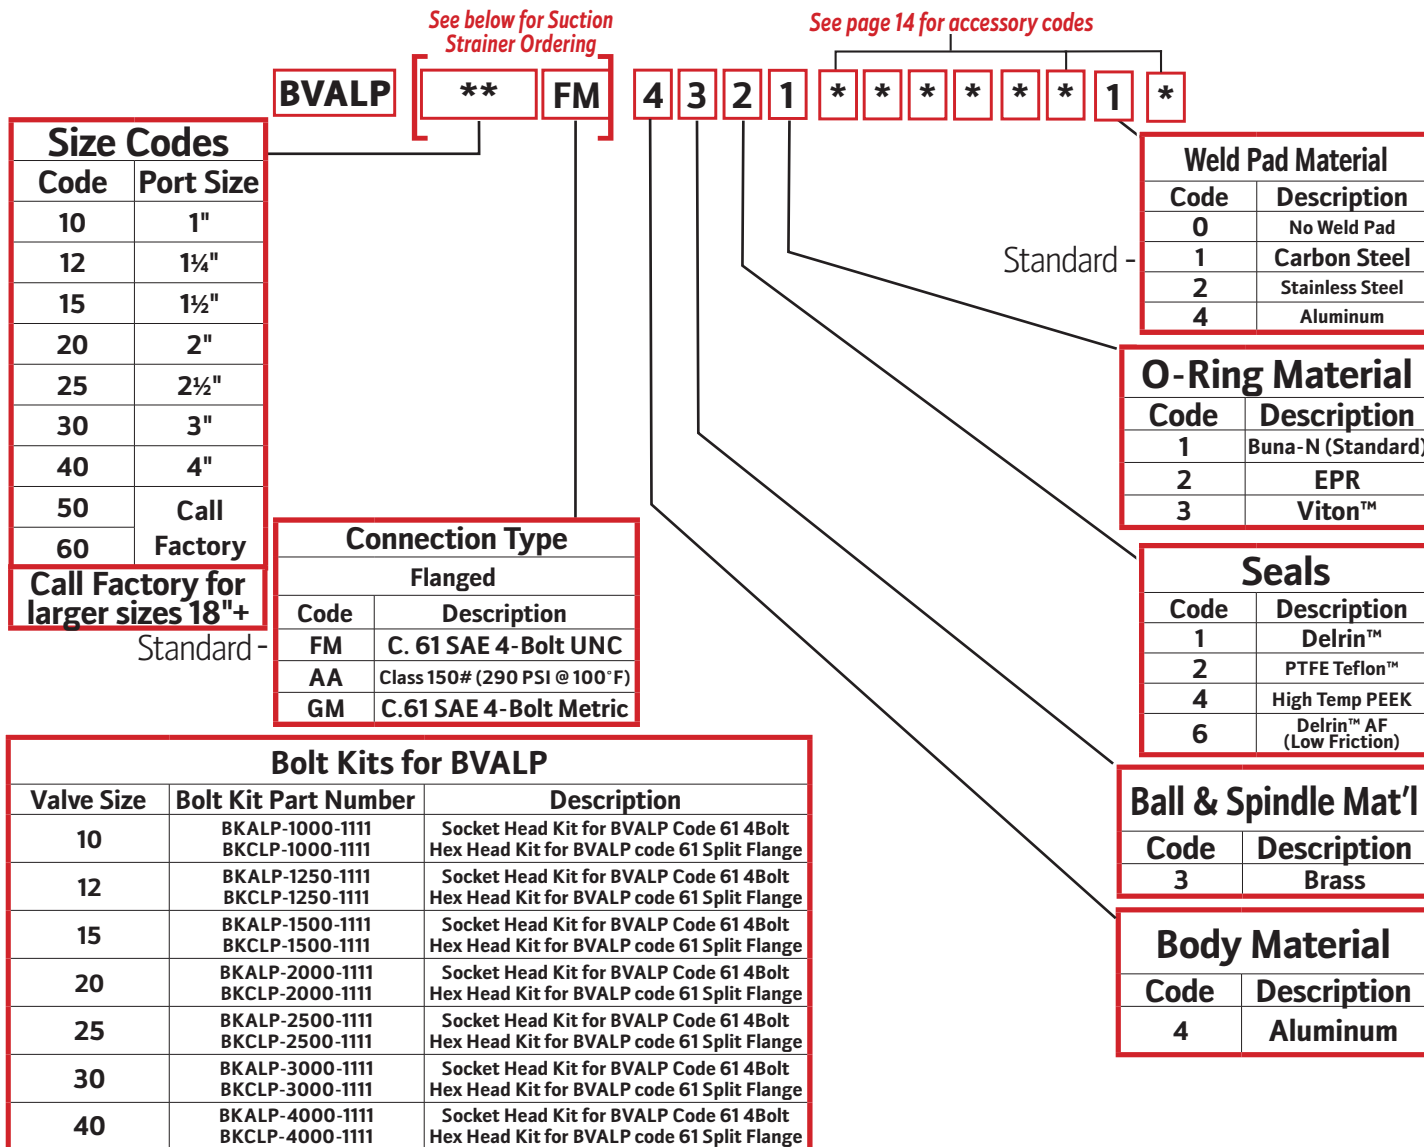 See below for Suction
Strainer Ordering
See page 14 for accessory codes
BVALP ** FM 4 3 2 1 * * * * * * 1 *
Size Codes
Code Port Size
10 1"
12 1¼"
15 1½"
20 2"
25 2½"
30 3"
40 4"
50 Call
60 Factory
Call Factory for
larger sizes 18"+
Weld Pad Material
Code Description
0 No Weld Pad
Standard - 1 Carbon Steel
2 Stainless Steel
4 Aluminum
O-Ring Material
Code Description
1 Buna-N (Standard)
2 EPR
3 Viton™
Connection Type
Flanged
Code Description
Standard - FM C. 61 SAE 4-Bolt UNC
AA Class 150# (290 PSI @ 100°F)
GM C.61 SAE 4-Bolt Metric
Seals
Code Description
1 Delrin™
2 PTFE Teflon™
4 High Temp PEEK
6 Delrin™ AF
(Low Friction)
Ball & Spindle Mat'l
Code Description
3 Brass
Body Material
Code Description
4 Aluminum
Bolt Kits for BVALP
Valve Size Bolt Kit Part Number Description
10 BKALP-1000-1111 Socket Head Kit for BVALP Code 61 4Bolt
BKCLP-1000-1111 Hex Head Kit for BVALP code 61 Split Flange
12 BKALP-1250-1111 Socket Head Kit for BVALP Code 61 4Bolt
BKCLP-1250-1111 Hex Head Kit for BVALP code 61 Split Flange
15 BKALP-1500-1111 Socket Head Kit for BVALP Code 61 4Bolt
BKCLP-1500-1111 Hex Head Kit for BVALP code 61 Split Flange
20 BKALP-2000-1111 Socket Head Kit for BVALP Code 61 4Bolt
BKCLP-2000-1111 Hex Head Kit for BVALP code 61 Split Flange
25 BKALP-2500-1111 Socket Head Kit for BVALP Code 61 4Bolt
BKCLP-2500-1111 Hex Head Kit for BVALP code 61 Split Flange
30 BKALP-3000-1111 Socket Head Kit for BVALP Code 61 4Bolt
BKCLP-3000-1111 Hex Head Kit for BVALP code 61 Split Flange
40 BKALP-4000-1111 Socket Head Kit for BVALP Code 61 4Bolt
BKCLP-4000-1111 Hex Head Kit for BVALP code 61 Split Flange